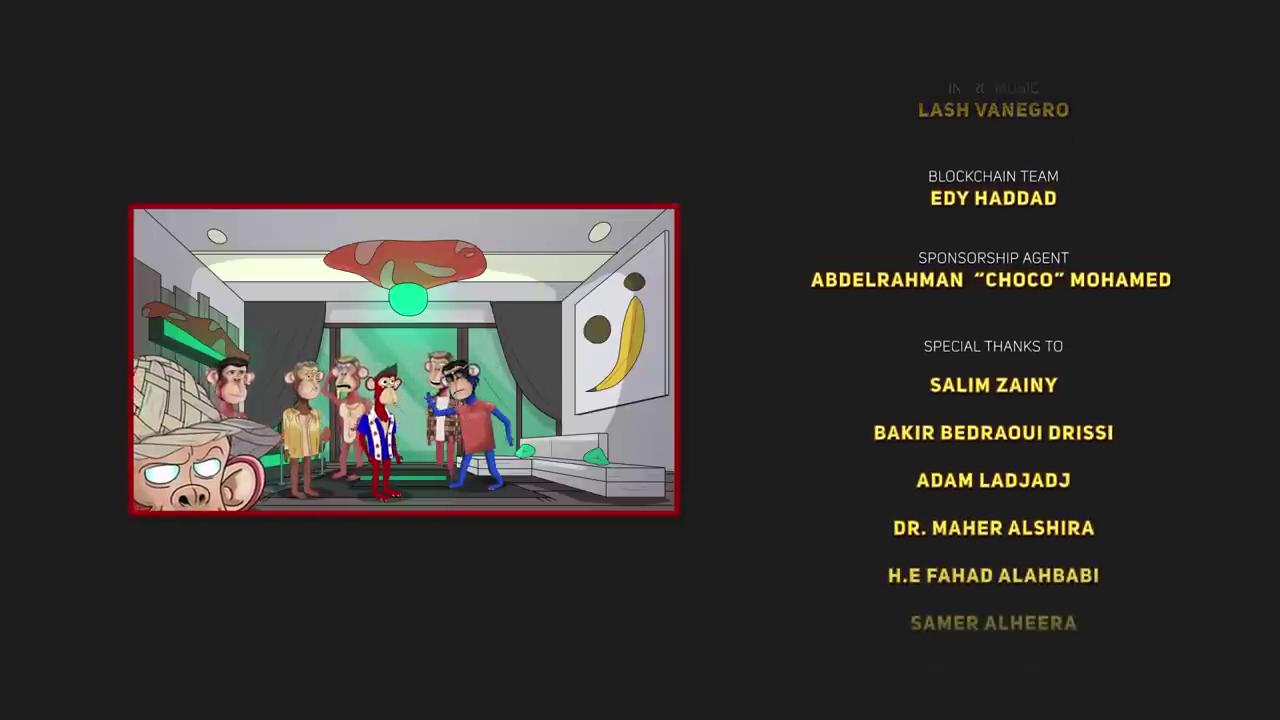 MUSIC
LASH VANEGRO
BLOCKCHAIN TEAM
EDY HADDAD
SPONSORSHIP AGENT
ABDELRAHMAN "CHOCO" MOHAMED
SPECIAL THANKS TO
SALIM ZAINY
BAKIR BEDRAOUI DRISSI
ADAM LADJADJ
DR. MAHER ALSHIRA
H.E FAHAD ALAHBABI
SAMER ALHEERA